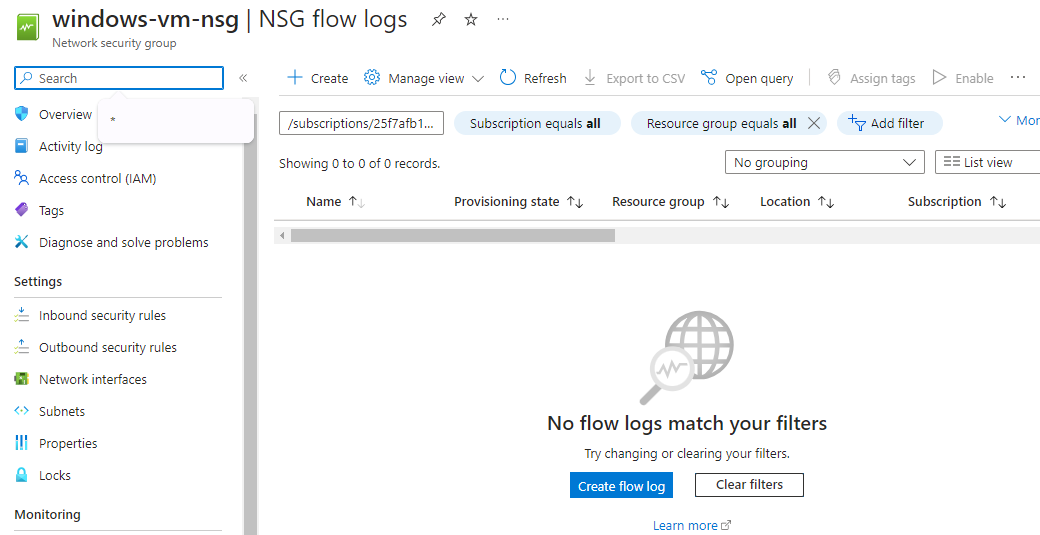 windows-vm-nsg | NSG flow logs
Network security group
Search
*
Overview
Activity log
Access control (IAM)
Tags
Diagnose and solve problems
Settings
Inbound security rules
Outbound security rules
Network interfaces
Subnets
Properties
Locks
Monitoring
Create Manage view Refresh Export to CSV Open query Assign tags Enable
/subscriptions/25f7afb1... Subscription equals all Resource group equals all Add filter Mor
Showing 0 to 0 of 0 records. No grouping List view
Name Provisioning state Resource group Location Subscription
No flow logs match your filters
Try changing or clearing your filters.
Create flow log Clear filters
Learn more